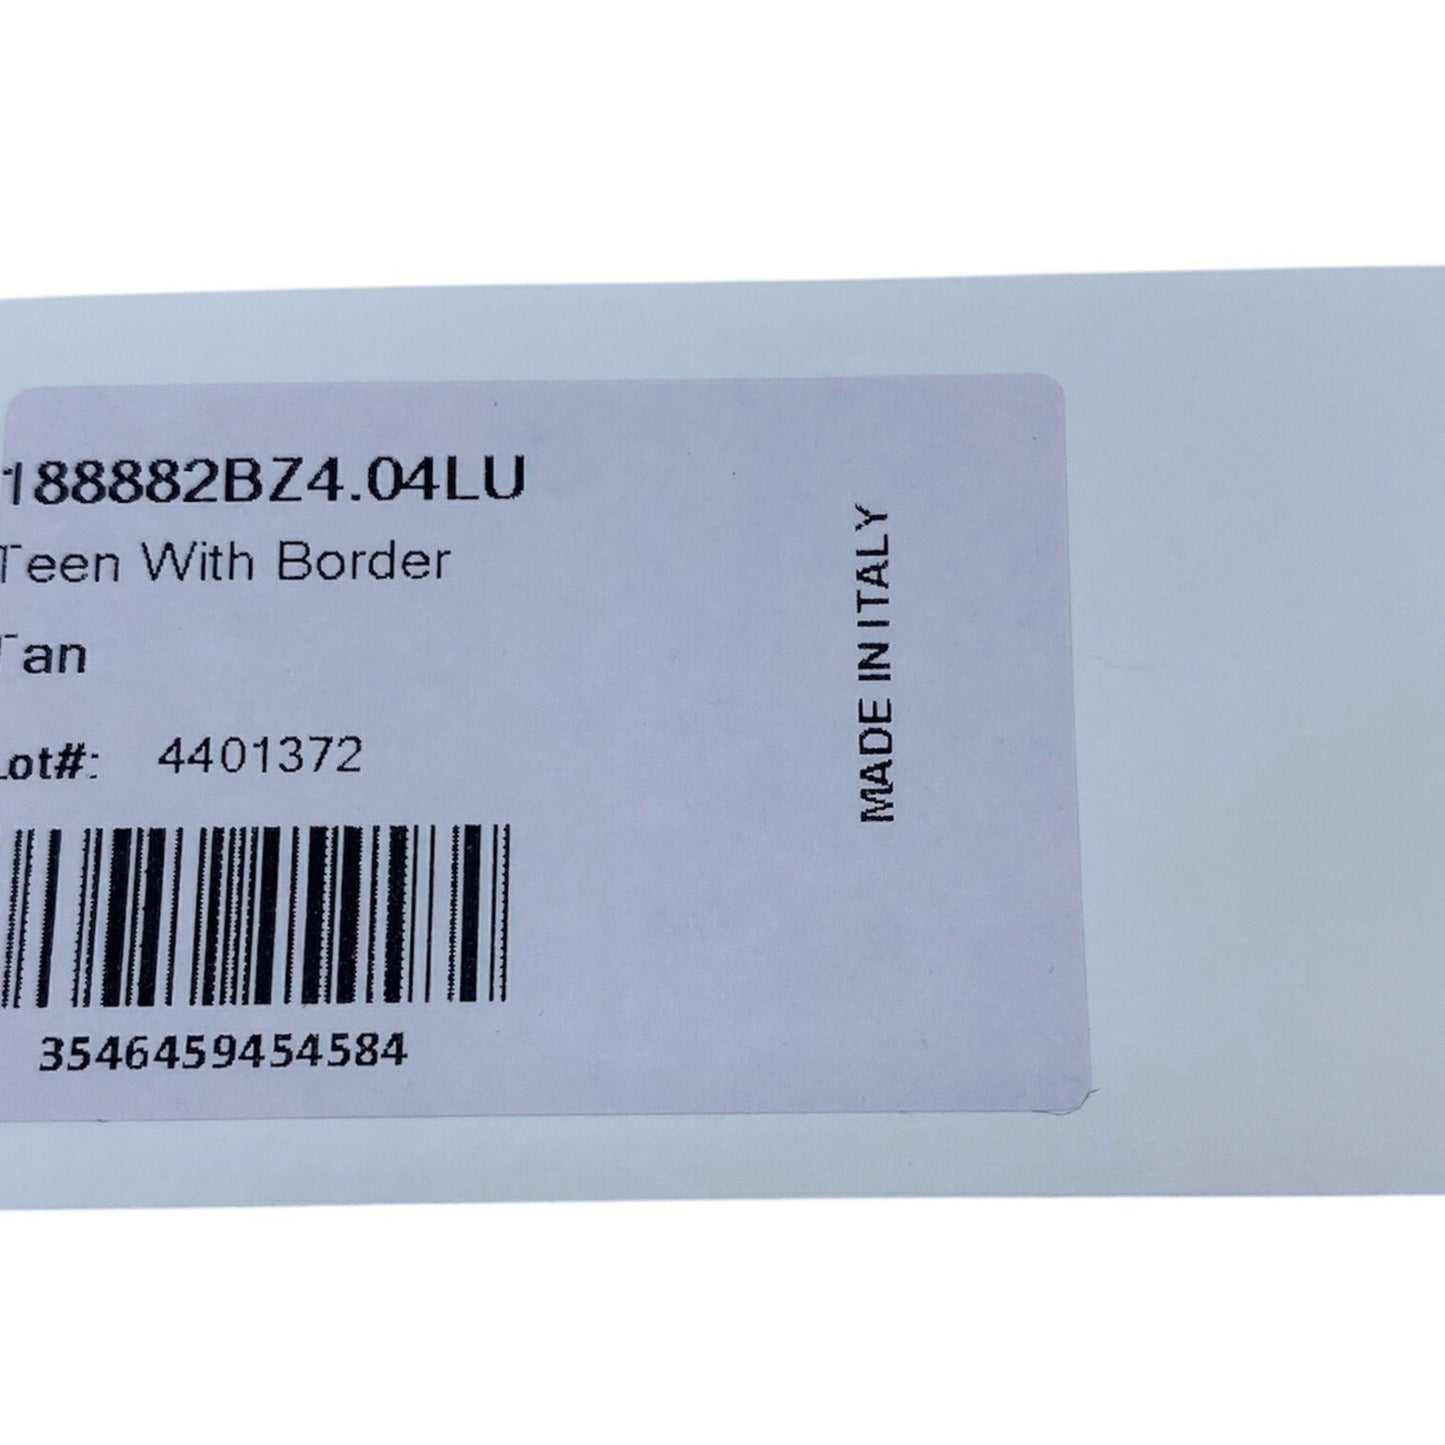 188882BZ4.04LU
Teen With Border
Tan
Lot#: 4401372
3546459454584
MADE IN ITALY